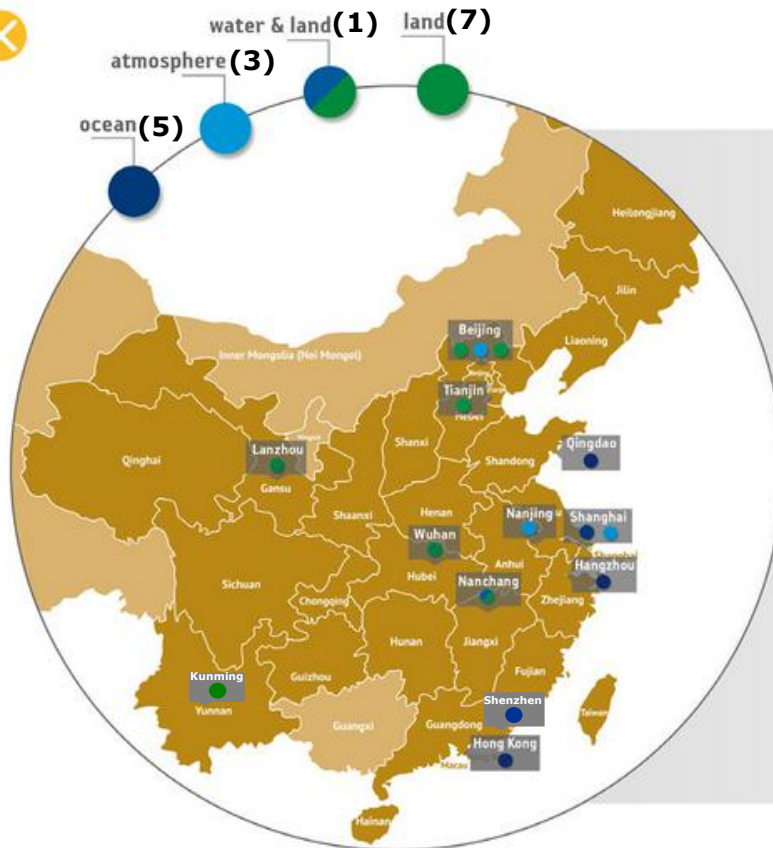 water & land (1)
land (7)
atmosphere (3)
ocean (5)
Heilongjiang
Jilin
Liaoning
Beijing
Inner Mongolia (Nei Mongol)
Tianjin
Hebei
Qingdao
Shanxi
Shandong
Lanzhou
Qinghai
Gansu
Henan
Nanjing
Shanghai
Shaanxi
Wuhan
Shanghai
Anhui
Hangzhou
Hubei
Nanchang
Sichuan
Chongqing
Zhejiang
Hunan
Jiangxi
Kunming
Guizhou
Fujian
Shenzhen
Yunnan
Guangxi
Guangdong
Taiwan
Hong Kong
Macau
Hainan